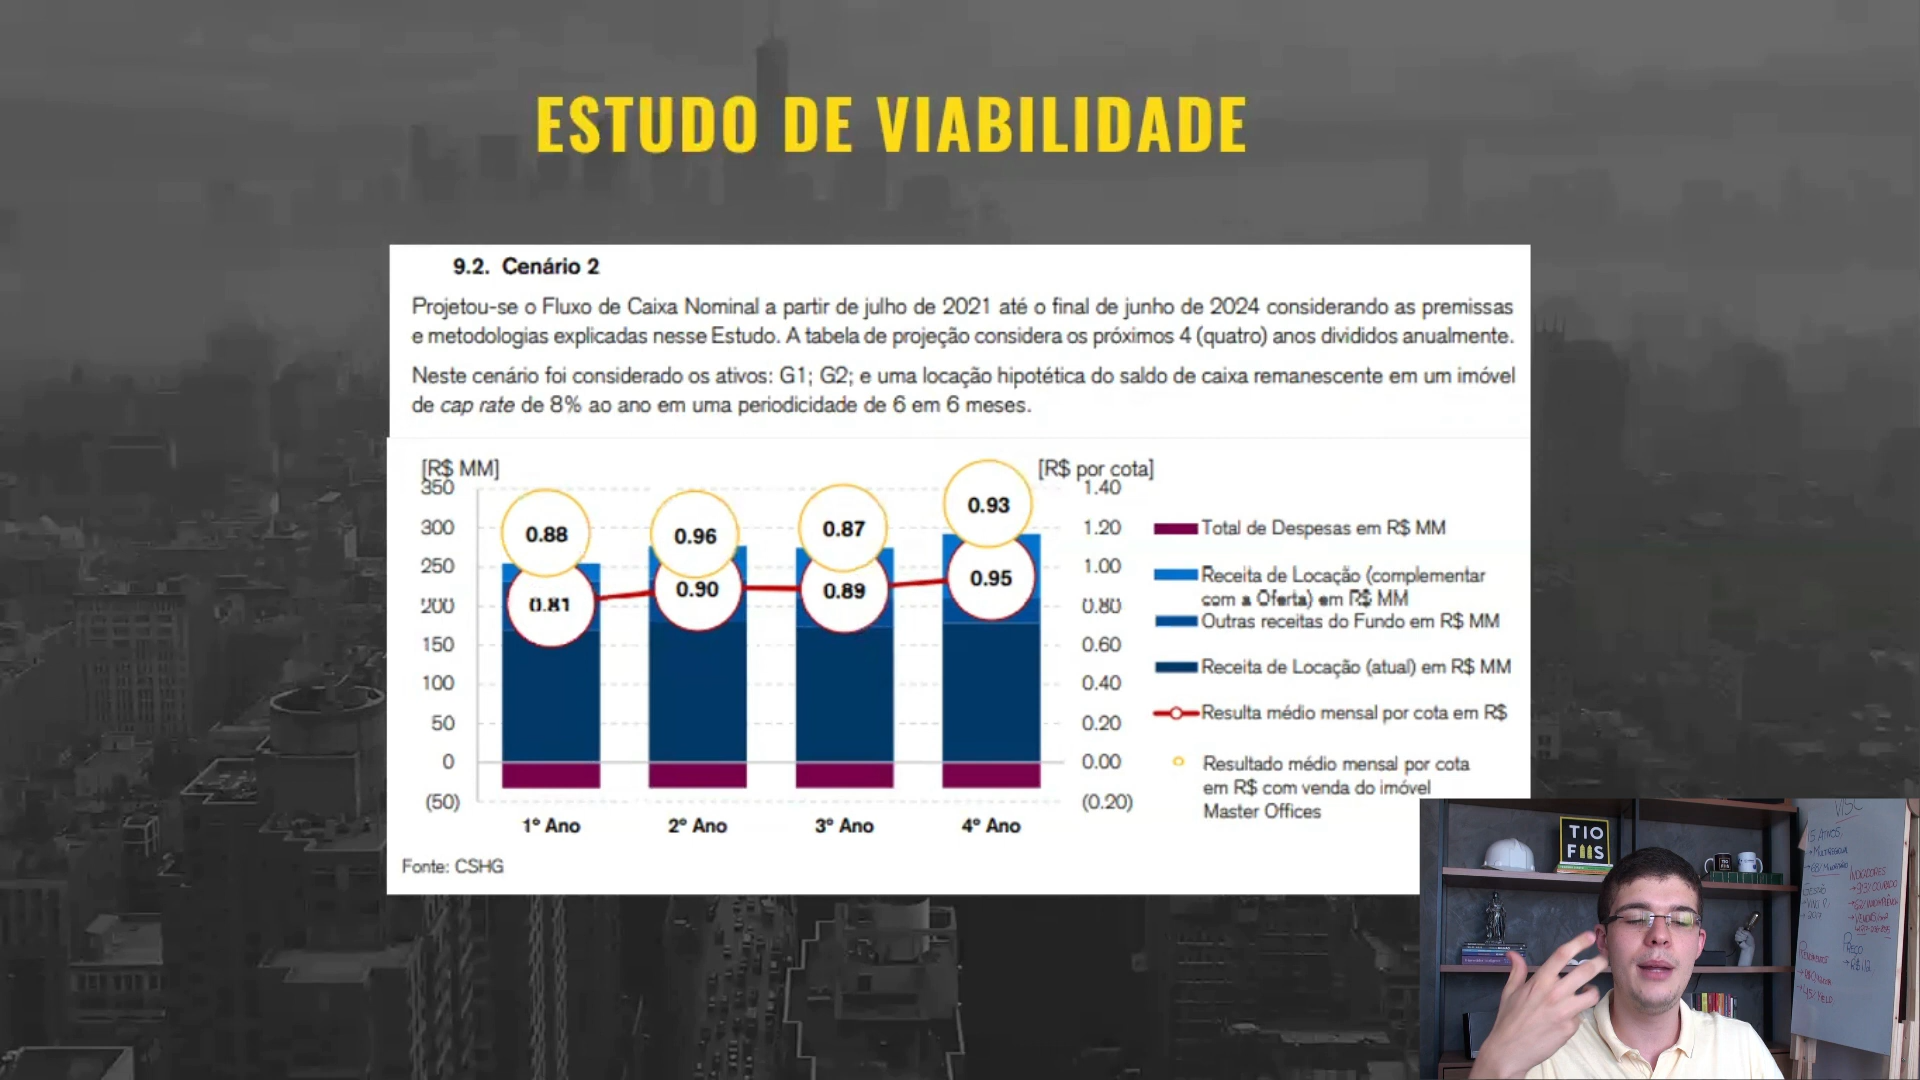 ESTUDO DE VIABILIDADE
9.2. Cenário 2
Projetou-se o Fluxo de Caixa Nominal a partir de julho de 2021 até o final de junho de 2024 considerando as premissas
e metodologias explicadas nesse Estudo. A tabela de projeção considera os próximos 4 (quatro) anos divididos anualmente.
Neste cenário foi considerado os ativos: G1; G2; e uma locação hipotética do saldo de caixa remanescente em um imóvel
de cap rate de 8% ao ano em uma periodicidade de 6 em 6 meses.
[R$ MM]
[R$ por cota]
350
300
250
200
150
100
50
0
(50)
0.88
0.96
0.87
0.93
0.81
0.90
0.89
0.95
1.40
1.20
1.00
0.80
0.60
0.40
0.20
0.00
(0.20)
1º Ano
2º Ano
3º Ano
4º Ano
Total de Despesas em R$ MM
Receita de Locação (complementar
com a Oferta) em R$ MM
Outras receitas do Fundo em R$ MM
Receita de Locação (atual) em R$ MM
Resulta médio mensal por cota em R$
Resultado médio mensal por cota
em R$ com venda do imóvel
Master Offices
Fonte: CSHG
TIO
FIIS